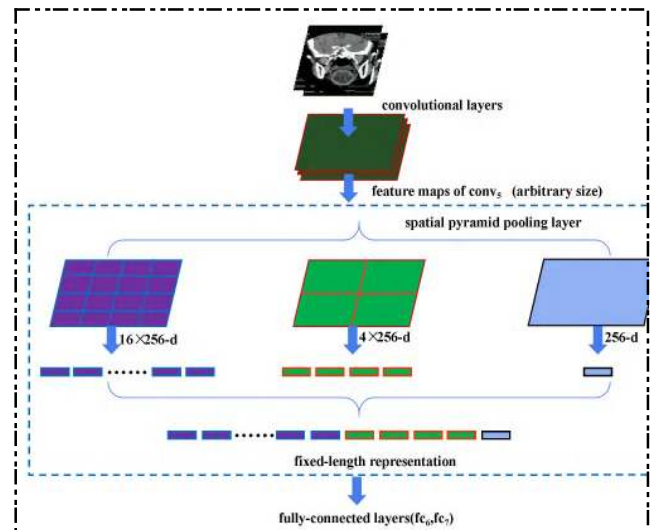 convolutional layers
feature maps of conv₅ (arbitrary size)
spatial pyramid pooling layer
16×256-d
4×256-d
256-d
fixed-length representation
fully-connected layers(fc₆,fc₇)